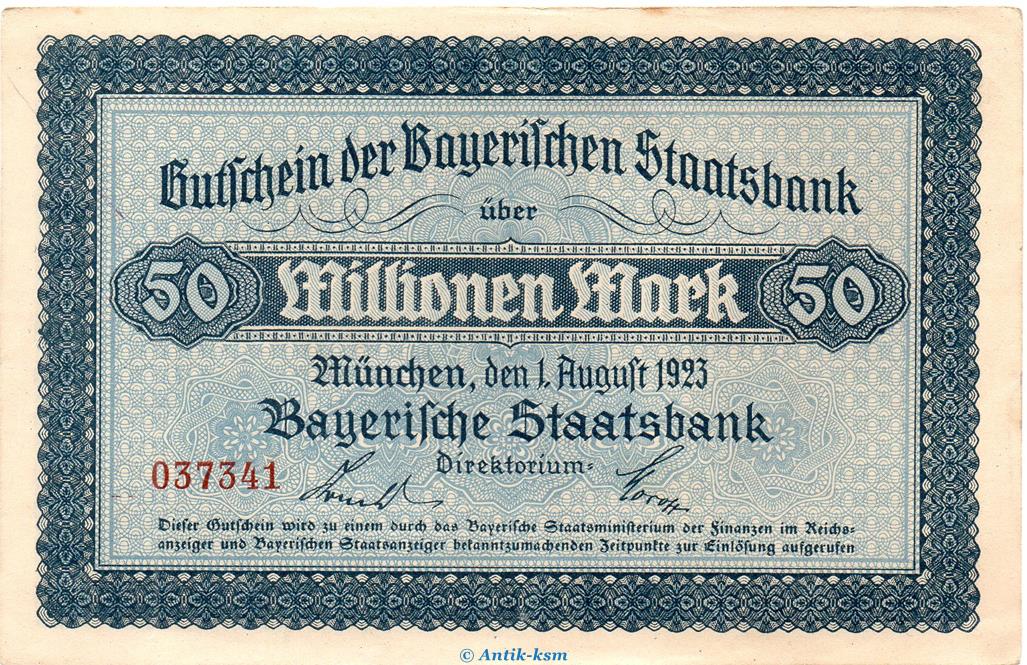 Gutschein der Bayerischen Staatsbank
über
50 Millionen Mark 50
München, den 1. August 1923
Bayerische Staatsbank
Direktorium:
037341
Dieser Gutschein wird zu einem durch das Bayerische Staatsministerium der Finanzen im Reichs-
anzeiger und Bayerischen Staatsanzeiger bekanntzumachenden Zeitpunkte zur Einlösung aufgerufen
© Antik-ksm